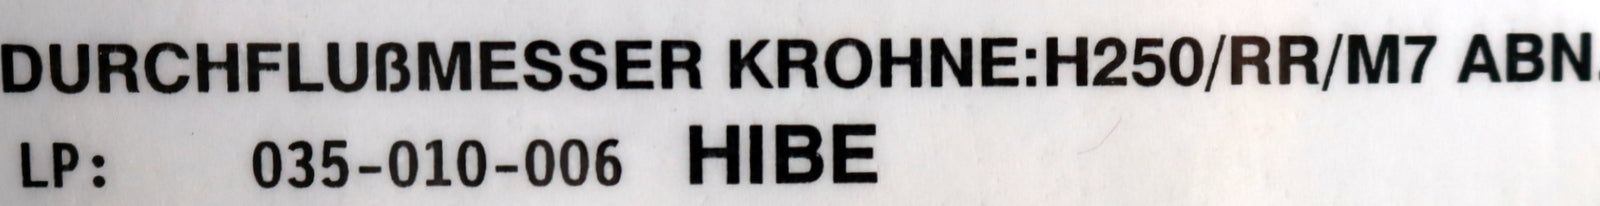 DURCHFLUßMESSER KROHNE:H250/RR/M7 ABN.
LP: 035-010-006 HIBE